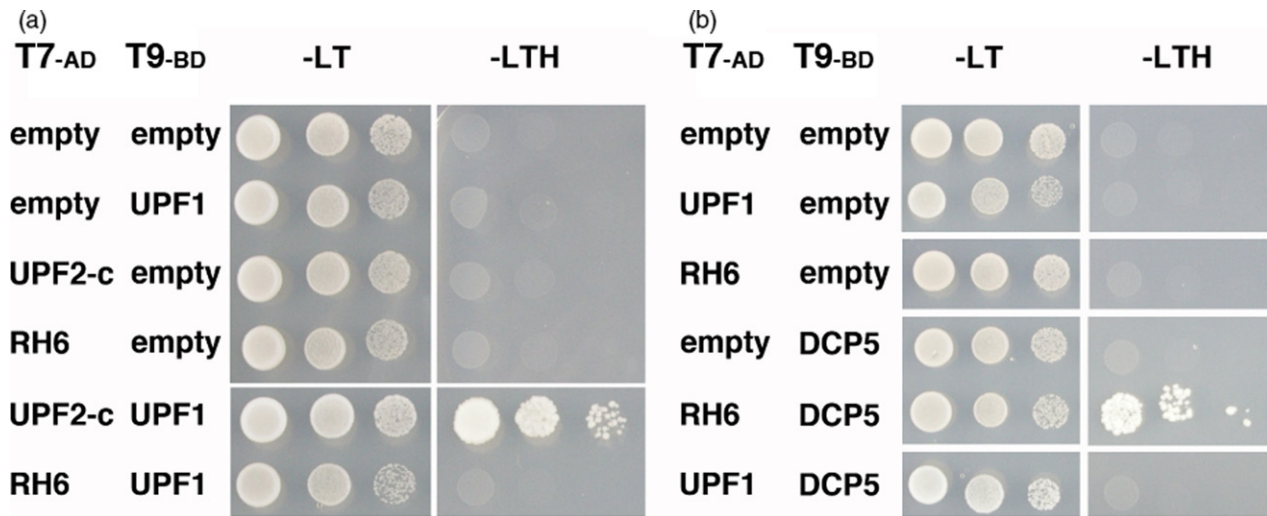 (a)
T7-AD T9-BD -LT -LTH
empty empty
empty UPF1
UPF2-c empty
RH6 empty
UPF2-c UPF1
RH6 UPF1
(b)
T7-AD T9-BD -LT -LTH
empty empty
UPF1 empty
RH6 empty
empty DCP5
RH6 DCP5
UPF1 DCP5